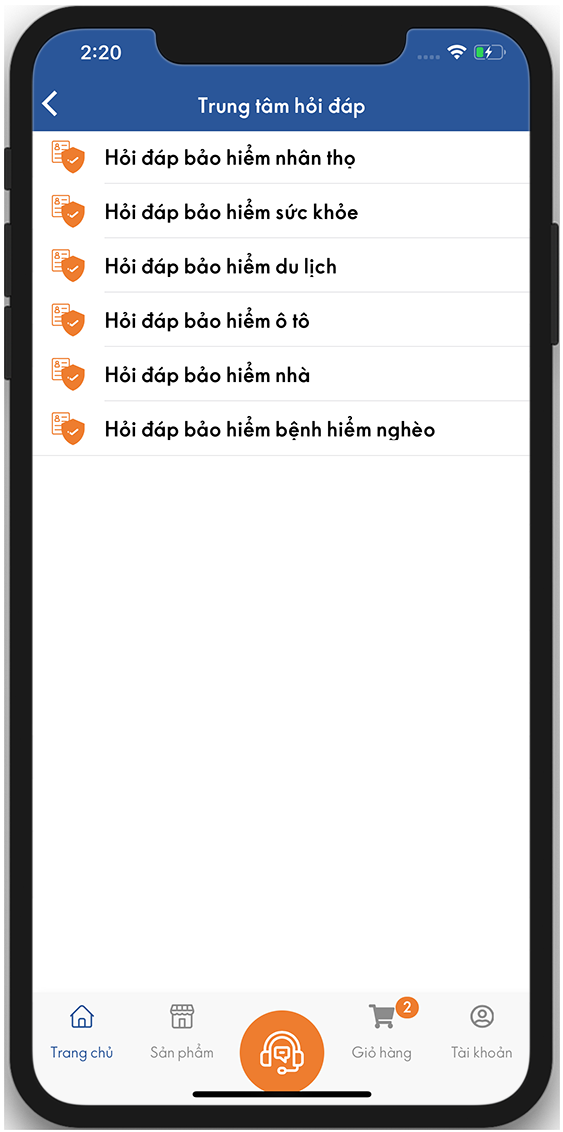 2:20
Trung tâm hỏi đáp
Hỏi đáp bảo hiểm nhân thọ
Hỏi đáp bảo hiểm sức khỏe
Hỏi đáp bảo hiểm du lịch
Hỏi đáp bảo hiểm ô tô
Hỏi đáp bảo hiểm nhà
Hỏi đáp bảo hiểm bệnh hiểm nghèo
2
Trang chủ Sản phẩm Giỏ hàng Tài khoản